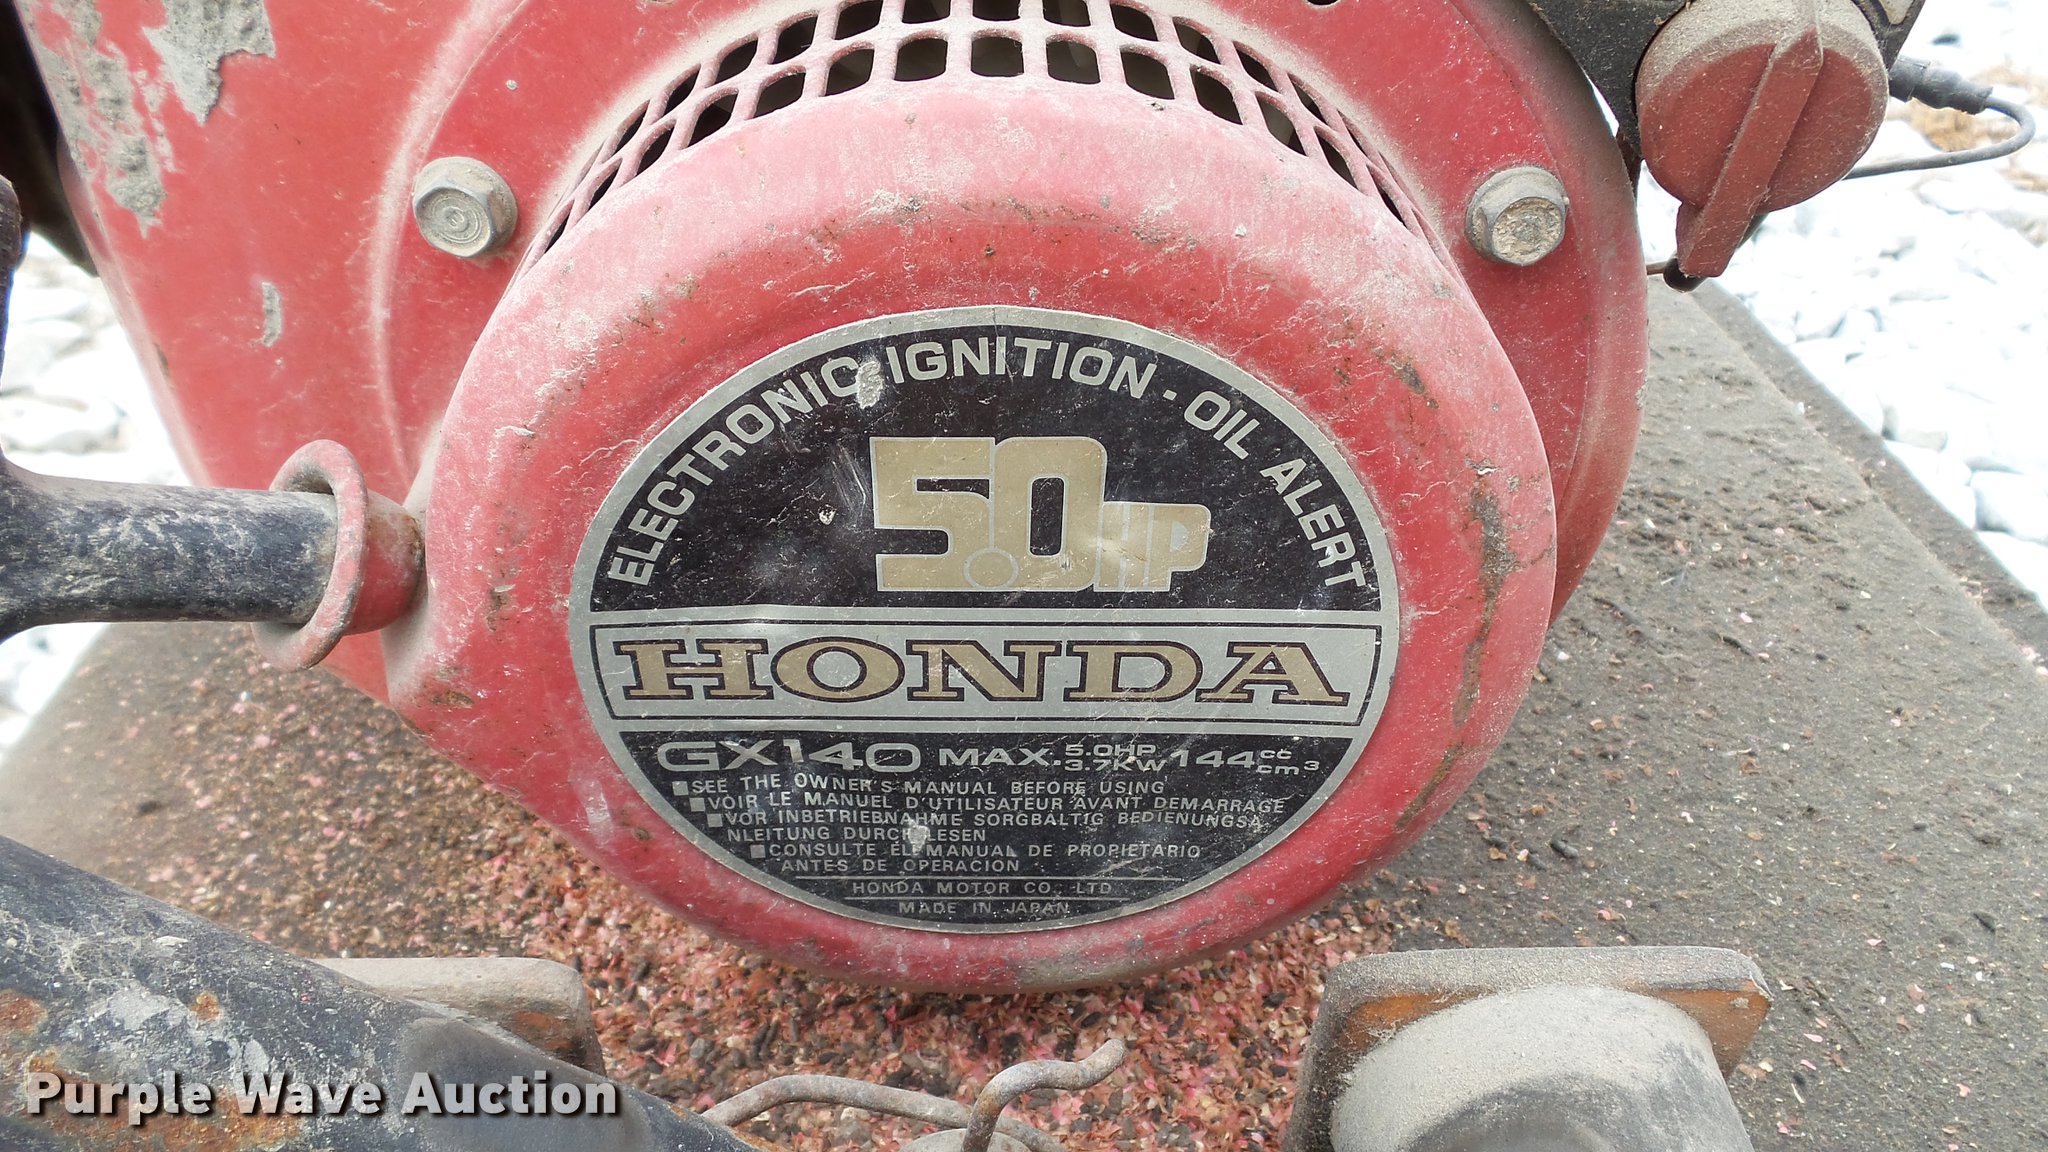 ELECTRONIC IGNITION - OIL ALERT
5.0HP
HONDA
GX140 MAX. 5.0HP 3.7KW 144 cc cm³
SEE THE OWNER'S MANUAL BEFORE USING
VOIR LE MANUEL D'UTILISATEUR AVANT DEMARRAGE
VOR INBETRIEBNAHME SORGBALTIG BEDIENUNGSA
NLEITUNG DURCHLESEN
CONSULTE EL MANUAL DE PROPIETARIO
ANTES DE OPERACION
HONDA MOTOR CO., LTD
MADE IN JAPAN
Purple Wave Auction